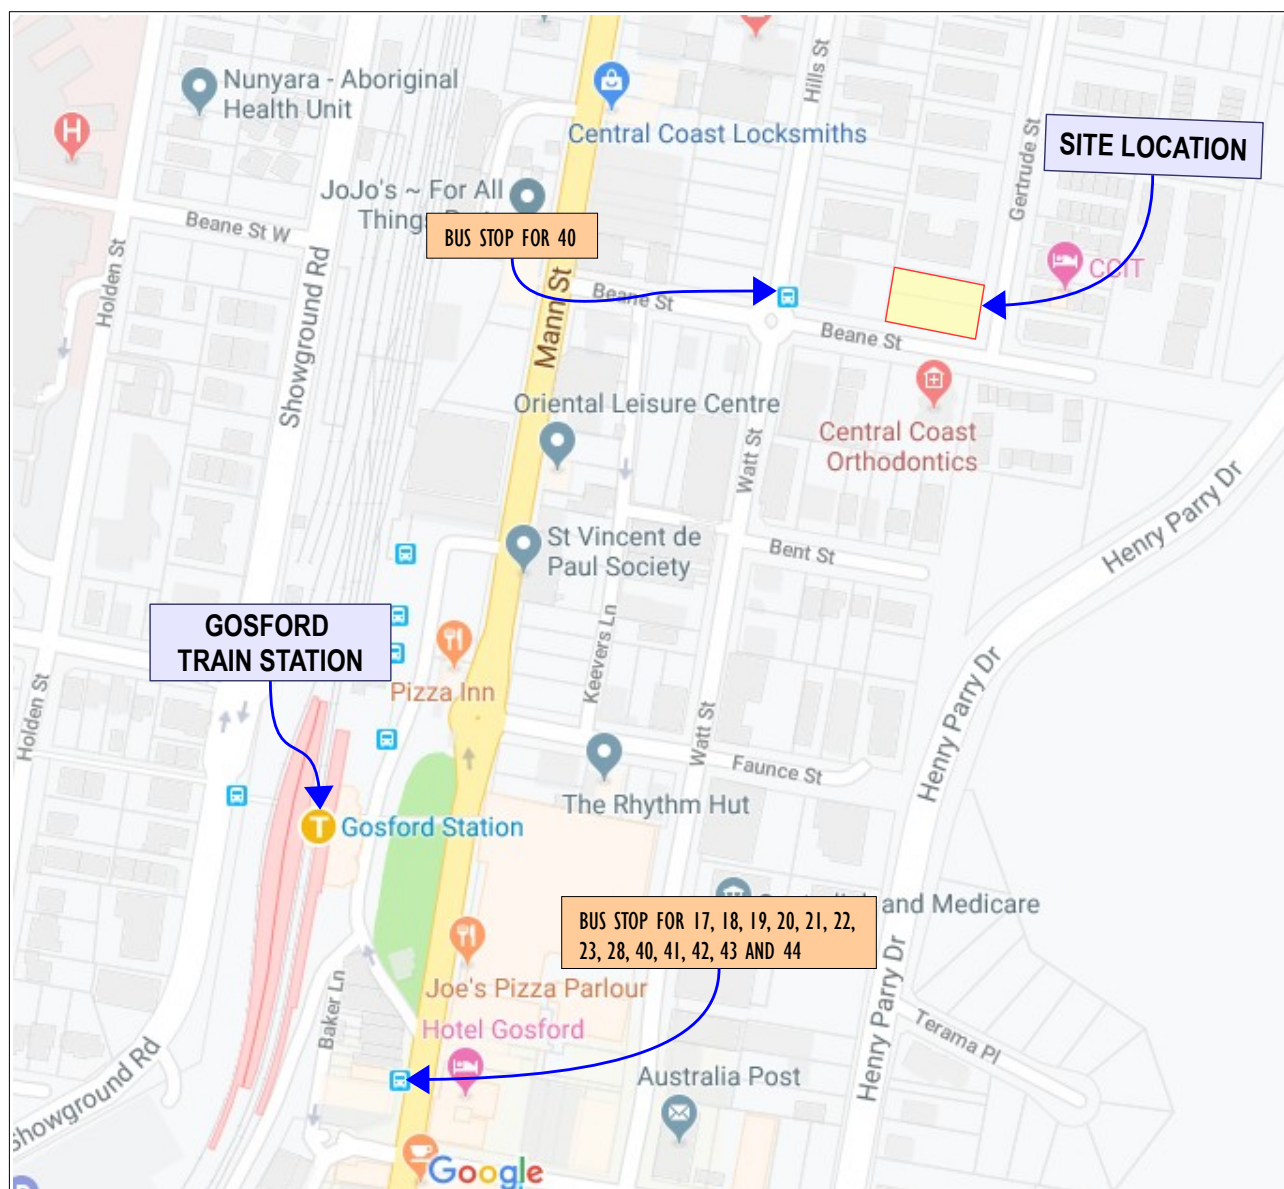 Nunyara - Aboriginal
Health Unit
Hills St
Central Coast Locksmiths
Gertrude St
SITE LOCATION
H
JoJo's ~ For All
Things
BUS STOP FOR 40
Beane St W
Holden St
Showground Rd
Mann St
Beane St
CCIT
Beane St
Oriental Leisure Centre
Central Coast
Orthodontics
Watt St
Henry Parry Dr
St Vincent de
Paul Society
Bent St
GOSFORD
TRAIN STATION
Keevers Ln
Pizza Inn
Holden St
Watt St
Henry Parry Dr
Faunce St
The Rhythm Hut
T
Gosford Station
and Medicare
BUS STOP FOR 17, 18, 19, 20, 21, 22,
23, 28, 40, 41, 42, 43 AND 44
Joe's Pizza Parlour
Baker Ln
Hotel Gosford
Henry Parry Dr
Terama Pl
Showground Rd
Australia Post
Google